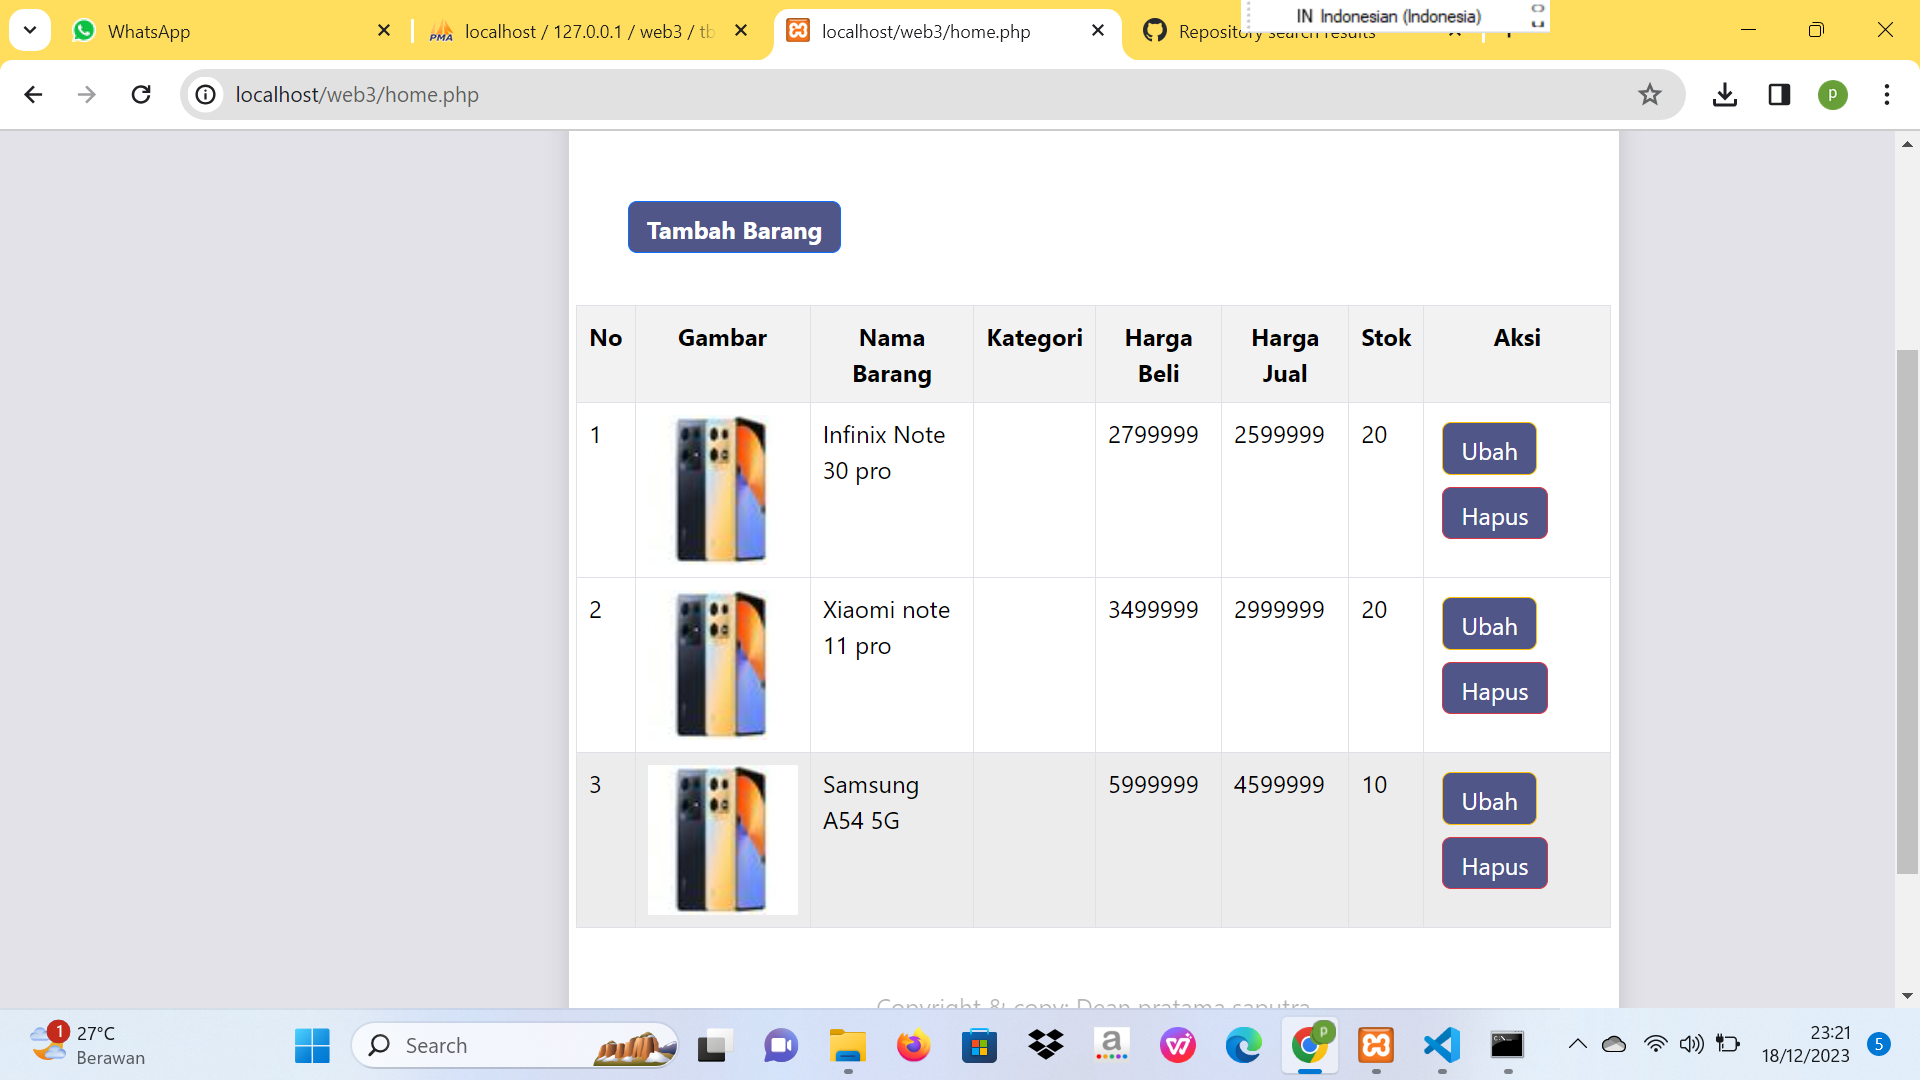 WhatsApp
localhost / 127.0.0.1 / web3 / tb
localhost/web3/home.php
Repository search results
IN Indonesian (Indonesia)
localhost/web3/home.php
P
Tambah Barang
No Gambar Nama Barang Kategori Harga Beli Harga Jual Stok Aksi
1 Infinix Note 30 pro 2799999 2599999 20 Ubah Hapus
2 Xiaomi note 11 pro 3499999 2999999 20 Ubah Hapus
3 Samsung A54 5G 5999999 4599999 10 Ubah Hapus
Copyright & copy; Dean pratama saputra
1
27°C
Berawan
Search
P
23:21
18/12/2023
5